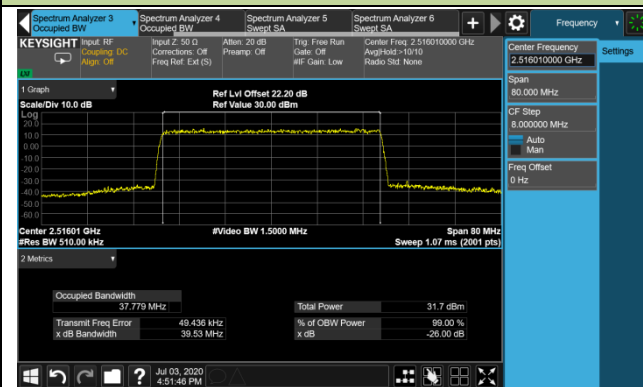 Spectrum Analyzer 3
Occupied BW
Spectrum Analyzer 4
Occupied BW
Spectrum Analyzer 5
Swept SA
Spectrum Analyzer 6
Swept SA
Frequency
KEYSIGHT
Input: RF
Coupling: DC
Align: Off
Input Z: 50 Ω
Corrections: Off
Freq Ref: Ext (S)
Atten: 20 dB
Preamp: Off
Trig: Free Run
Gate: Off
#IF Gain: Low
Center Freq: 2.516010000 GHz
Avg|Hold:>10/10
Radio Std: None
Center Frequency
2.516010000 GHz
Settings
Span
80.000 MHz
CF Step
8.000000 MHz
Auto
Man
Freq Offset
0 Hz
1 Graph
Scale/Div 10.0 dB
Ref Lvl Offset 22.20 dB
Ref Value 30.00 dBm
Log
20.0
10.0
0.00
-10.0
-20.0
-30.0
-40.0
-50.0
-60.0
Center 2.51601 GHz
#Res BW 510.00 kHz
#Video BW 1.5000 MHz
Span 80 MHz
Sweep 1.07 ms (2001 pts)
2 Metrics
Occupied Bandwidth
37.779 MHz
Total Power 31.7 dBm
Transmit Freq Error 49.436 kHz
% of OBW Power 99.00 %
x dB Bandwidth 39.53 MHz
x dB -26.00 dB
Jul 03, 2020
4:51:46 PM